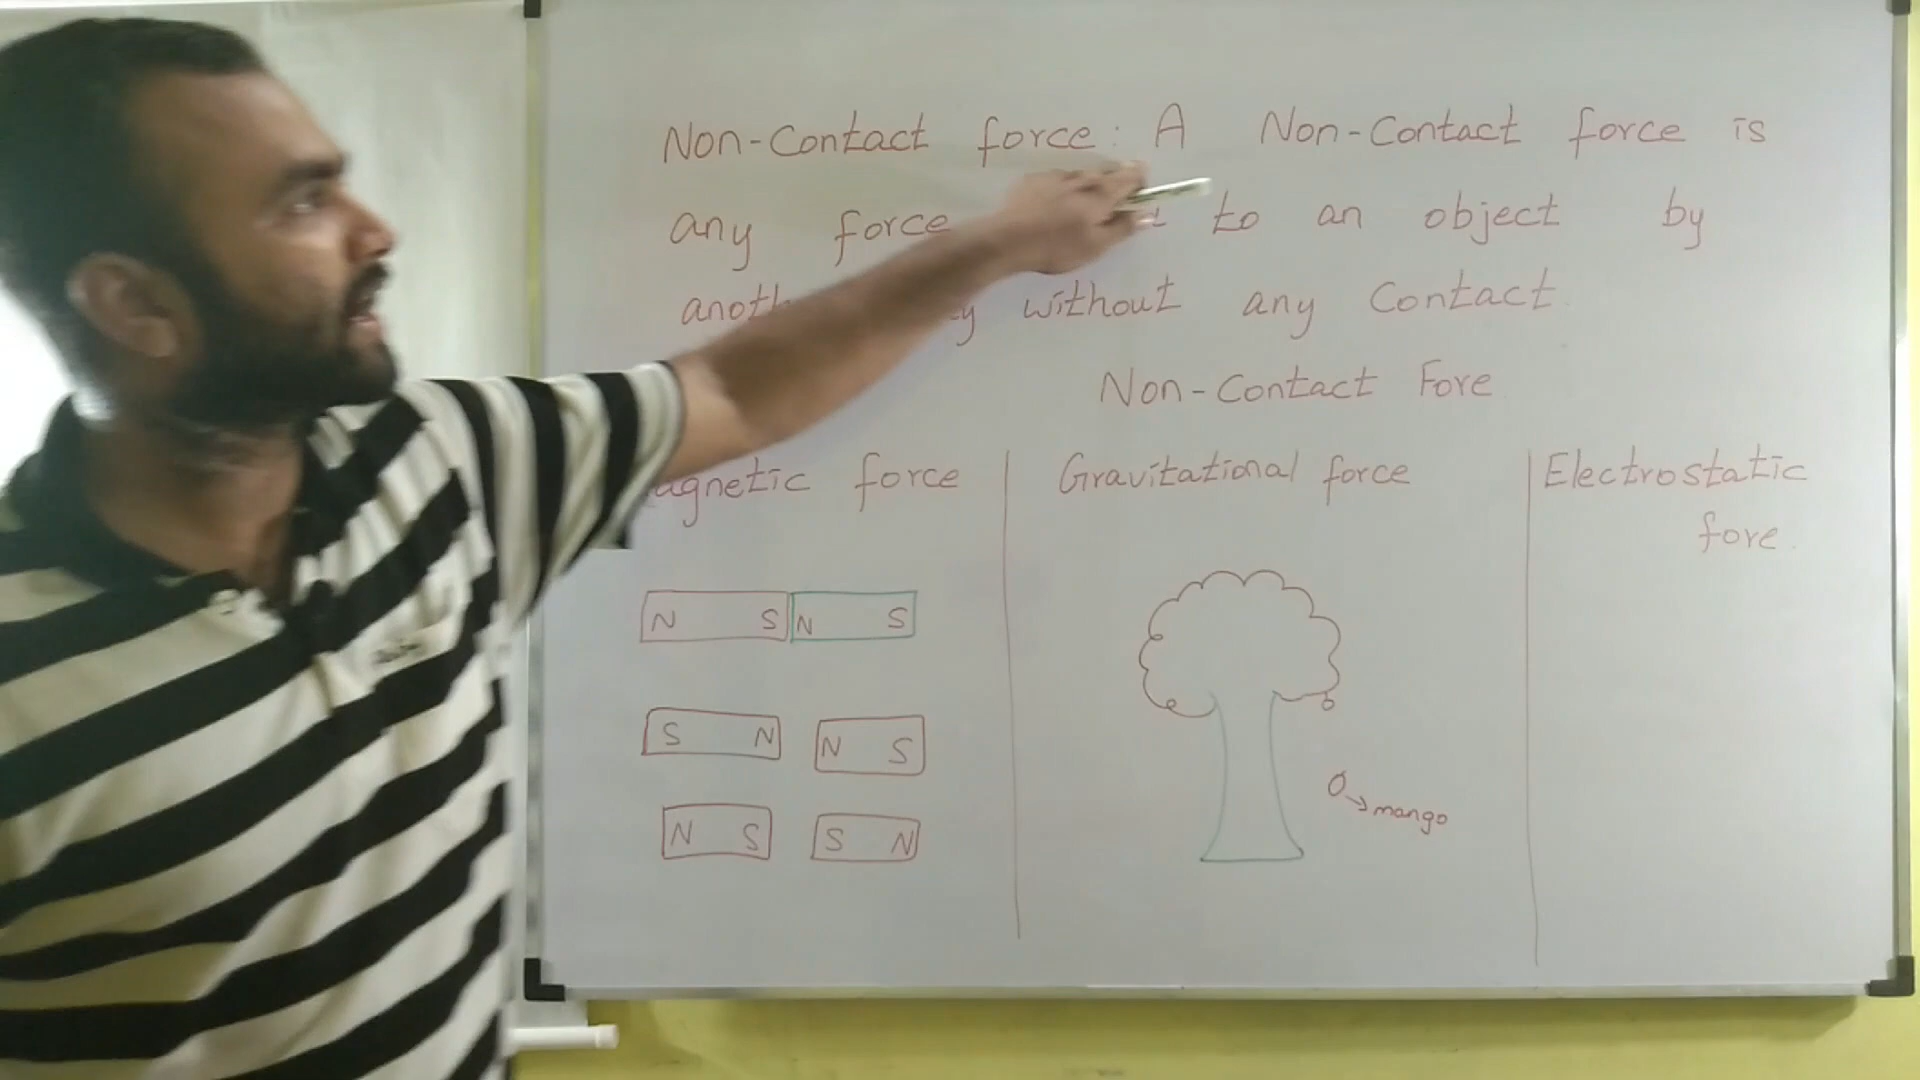 Non-Contact force: A Non-Contact force is
any force to an object by
without any Contact.
Non-Contact Fore
agnetic force
Gravitational force
Electrostatic
fore.
N S N S
S N N S
N S S N
mango